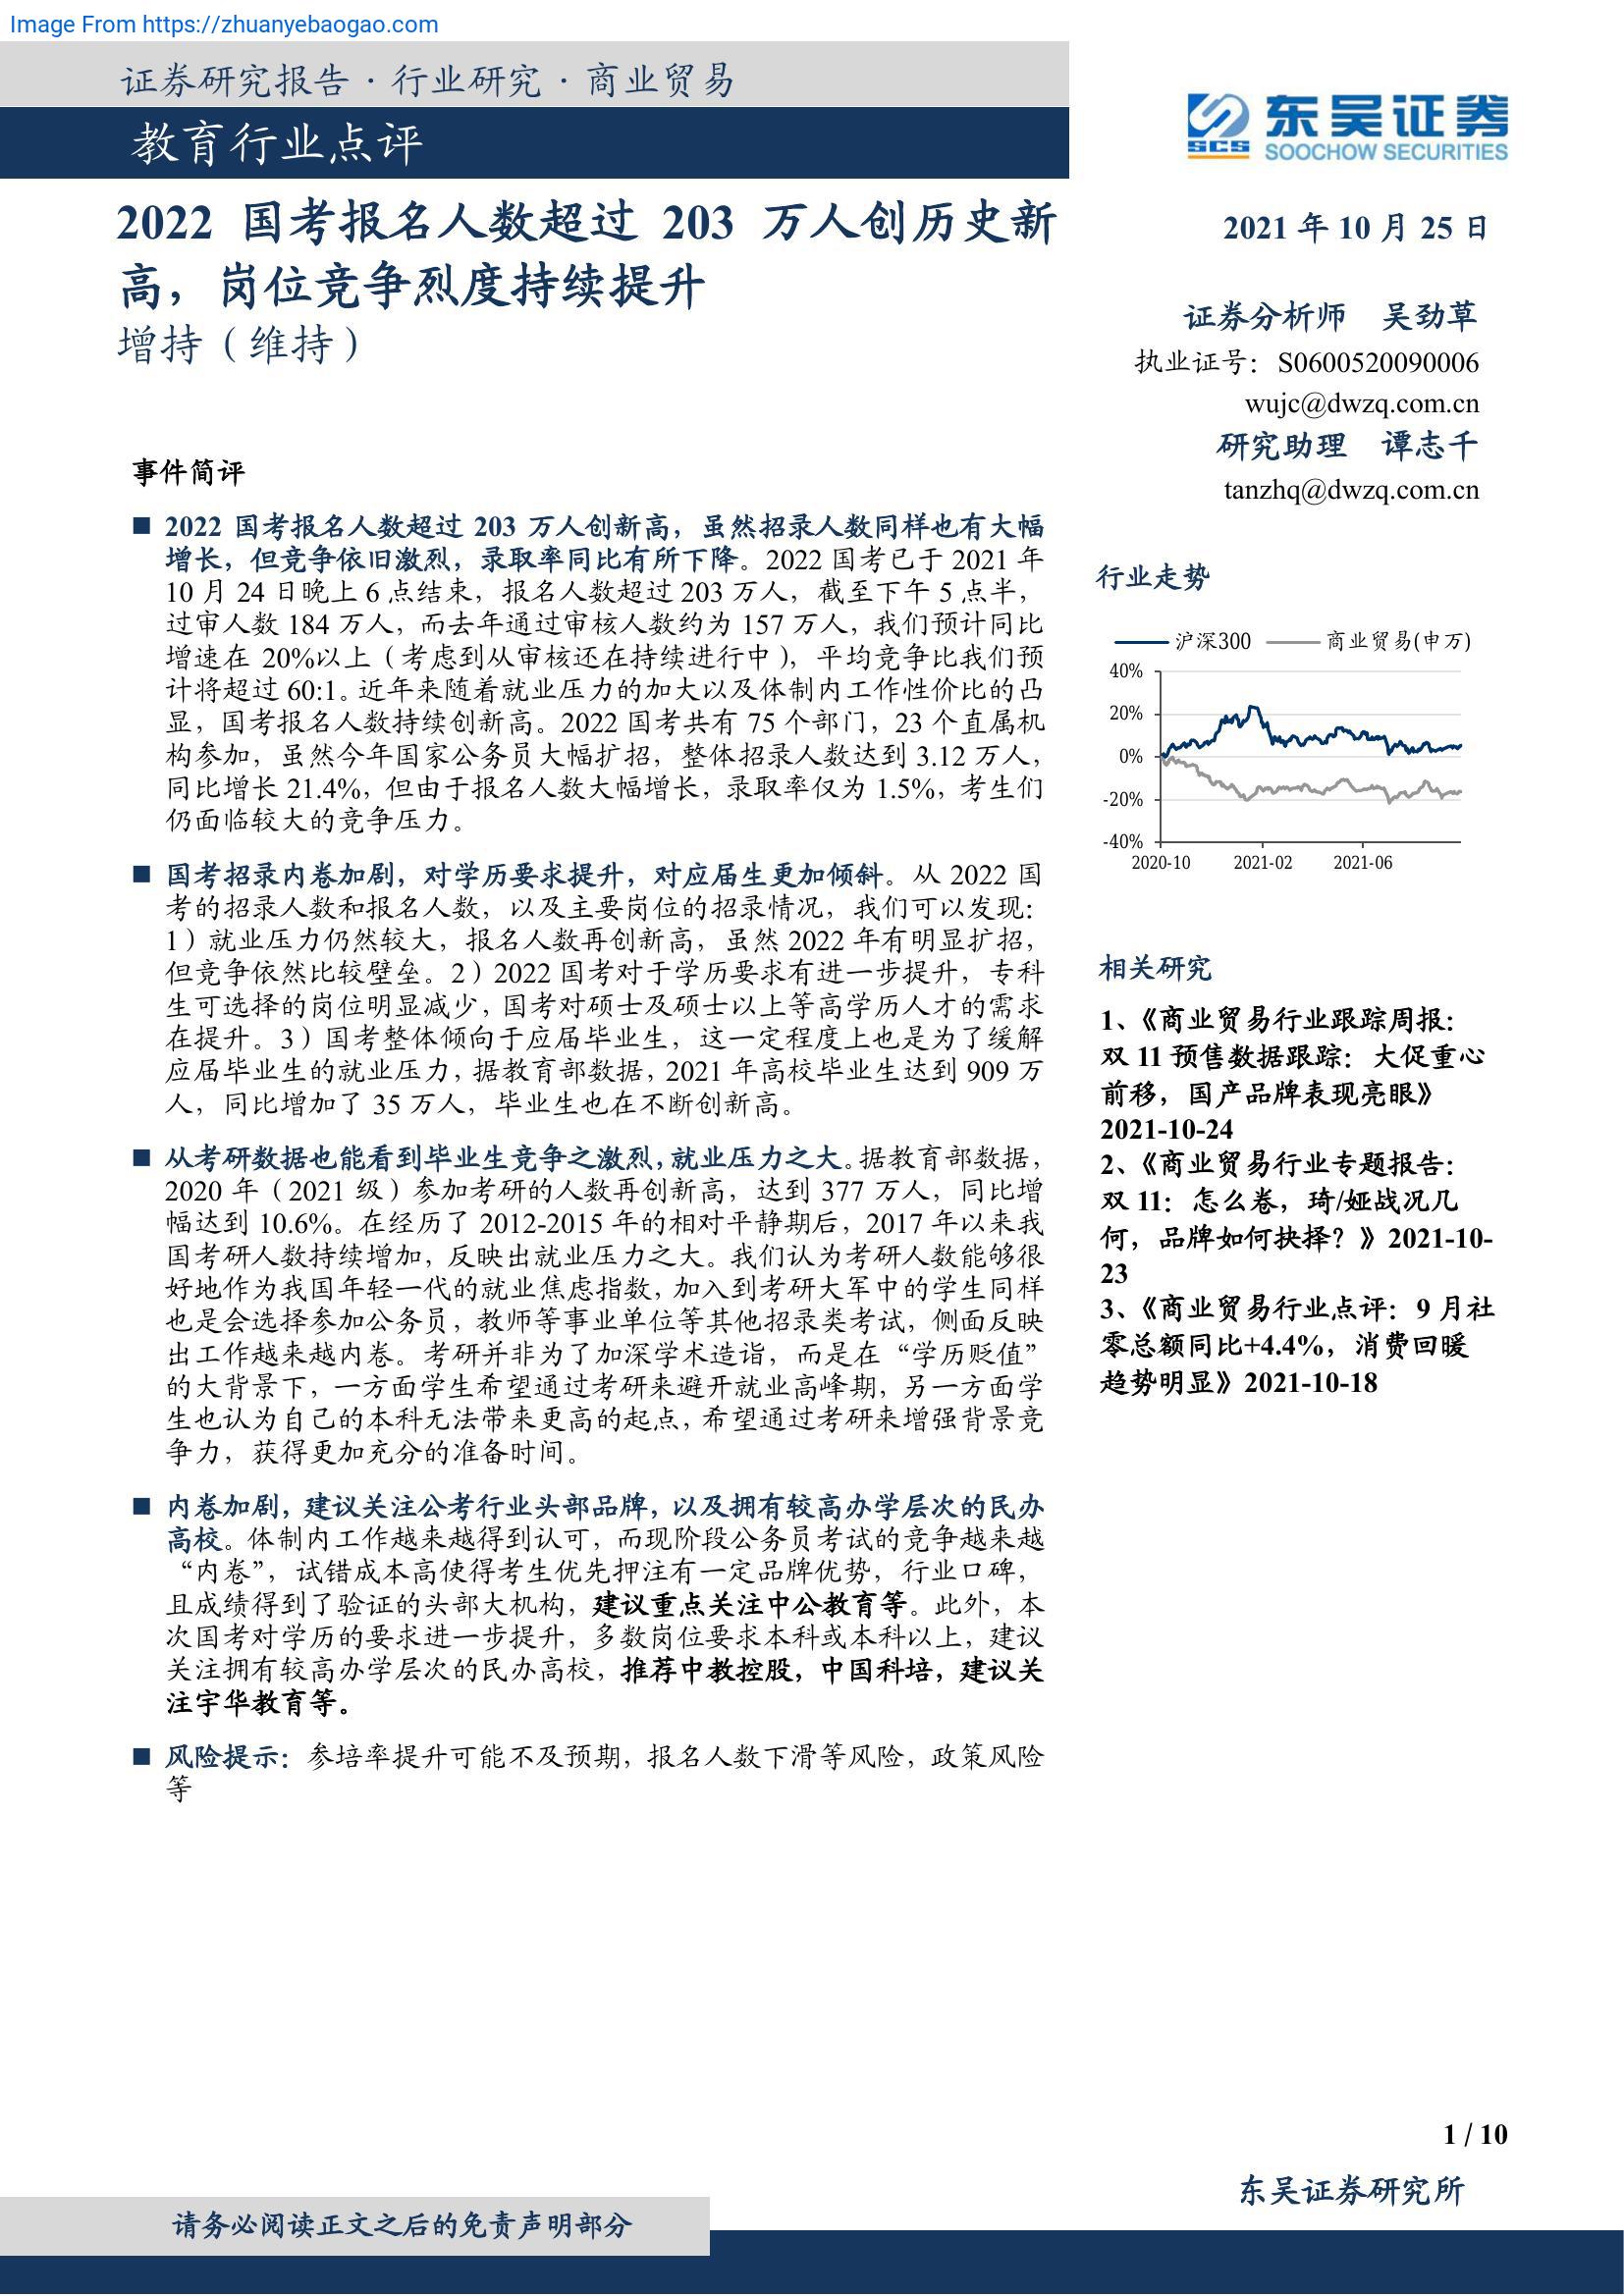 Image From https://zhuanyebaogao.com
证券研究报告·行业研究·商业贸易
教育行业点评
东吴证券
SCS
SOOCHOW SECURITIES
2022 国考报名人数超过 203 万人创历史新
高，岗位竞争烈度持续提升
增持（维持）
2021 年 10 月 25 日
证券分析师 吴劲草
执业证号：S0600520090006
wujc@dwzq.com.cn
研究助理 谭志千
tanzhq@dwzq.com.cn
事件简评
■ 2022 国考报名人数超过 203 万人创新高，虽然招录人数同样也有大幅
增长，但竞争依旧激烈，录取率同比有所下降。2022 国考已于 2021 年
10 月 24 日晚上 6 点结束，报名人数超过 203 万人，截至下午 5 点半，
过审人数 184 万人，而去年通过审核人数约为 157 万人，我们预计同比
增速在 20%以上（考虑到从审核还在持续进行中），平均竞争比我们预
计将超过 60:1。近年来随着就业压力的加大以及体制内工作性价比的凸
显，国考报名人数持续创新高。2022 国考共有 75 个部门，23 个直属机
构参加，虽然今年国家公务员大幅扩招，整体招录人数达到 3.12 万人，
同比增长 21.4%，但由于报名人数大幅增长，录取率仅为 1.5%，考生们
仍面临较大的竞争压力。
■ 国考招录内卷加剧，对学历要求提升，对应届生更加倾斜。从 2022 国
考的招录人数和报名人数，以及主要岗位的招录情况，我们可以发现：
1）就业压力仍然较大，报名人数再创新高，虽然 2022 年有明显扩招，
但竞争依然比较壁垒。2）2022 国考对于学历要求有进一步提升，专科
生可选择的岗位明显减少，国考对硕士及硕士以上等高学历人才的需求
在提升。3）国考整体倾向于应届毕业生，这一定程度上也是为了缓解
应届毕业生的就业压力，据教育部数据，2021 年高校毕业生达到 909 万
人，同比增加了 35 万人，毕业生也在不断创新高。
■ 从考研数据也能看到毕业生竞争之激烈，就业压力之大。据教育部数据，
2020 年（2021 级）参加考研的人数再创新高，达到 377 万人，同比增
幅达到 10.6%。在经历了 2012-2015 年的相对平静期后，2017 年以来我
国考研人数持续增加，反映出就业压力之大。我们认为考研人数能够很
好地作为我国年轻一代的就业焦虑指数，加入到考研大军中的学生同样
也是会选择参加公务员，教师等事业单位等其他招录类考试，侧面反映
出工作越来越内卷。考研并非为了加深学术造诣，而是在“学历贬值”
的大背景下，一方面学生希望通过考研来避开就业高峰期，另一方面学
生也认为自己的本科无法带来更高的起点，希望通过考研来增强背景竞
争力，获得更加充分的准备时间。
■ 内卷加剧，建议关注公考行业头部品牌，以及拥有较高办学层次的民办
高校。体制内工作越来越得到认可，而现阶段公务员考试的竞争越来越
“内卷”，试错成本高使得考生优先押注有一定品牌优势，行业口碑，
且成绩得到了验证的头部大机构，建议重点关注中公教育等。此外，本
次国考对学历的要求进一步提升，多数岗位要求本科或本科以上，建议
关注拥有较高办学层次的民办高校，推荐中教控股，中国科培，建议关
注宇华教育等。
■ 风险提示：参培率提升可能不及预期，报名人数下滑等风险，政策风险
等
行业走势
沪深300 商业贸易(申万)
40%
20%
0%
-20%
-40%
2020-10 2021-02 2021-06
相关研究
1、《商业贸易行业跟踪周报：
双 11 预售数据跟踪：大促重心
前移，国产品牌表现亮眼》
2021-10-24
2、《商业贸易行业专题报告：
双 11：怎么卷，琦/娅战况几
何，品牌如何抉择？》2021-10-
23
3、《商业贸易行业点评：9 月社
零总额同比+4.4%，消费回暖
趋势明显》2021-10-18
1 / 10
东吴证券研究所
请务必阅读正文之后的免责声明部分